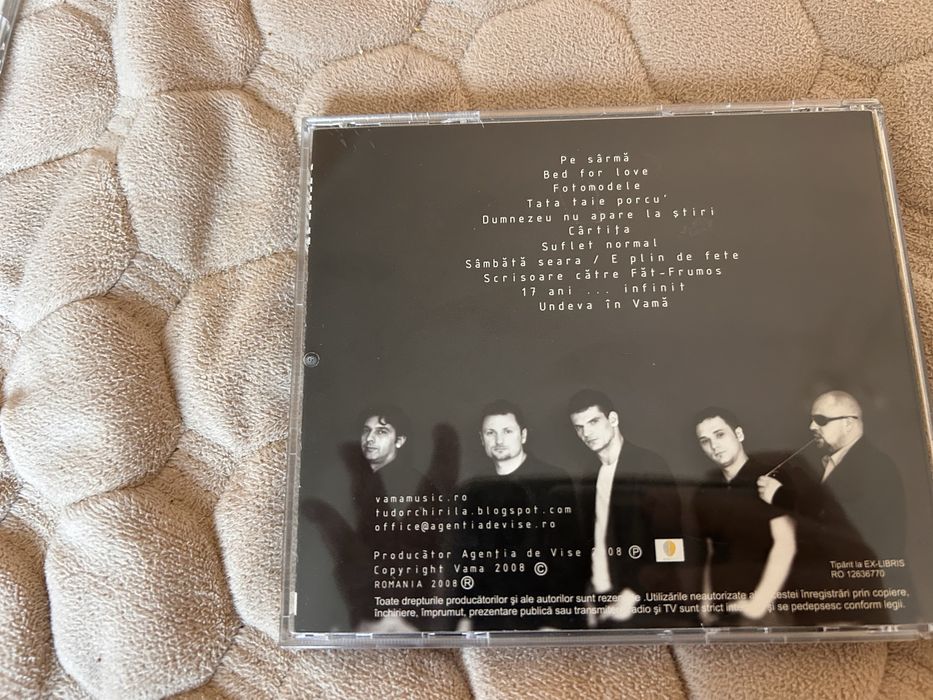 Pe sârmă
Bed for love
Fotomodele
Tata taie porcu'
Dumnezeu nu apare la știri
Cârtița
Suflet normal
Sâmbătă seara / E plin de fete
Scrisoare către Făt-Frumos
17 ani ... infinit
Undeva în Vamă
vamamusic.ro
tudorchirila.blogspot.com
office@agentiadevise.ro
Producător Agenția de Vise 2008 Ⓟ
Copyright Vama 2008 ©
ROMANIA 2008 ®
Tipărit la EX-LIBRIS
RO 12636770
Toate drepturile producătorilor și ale autorilor sunt rezervate .Utilizările neautorizate ale acestei înregistrări prin copiere,
închiriere, împrumut, prezentare publică sau transmitere radio și TV sunt strict interzise și se pedepsesc conform legii.